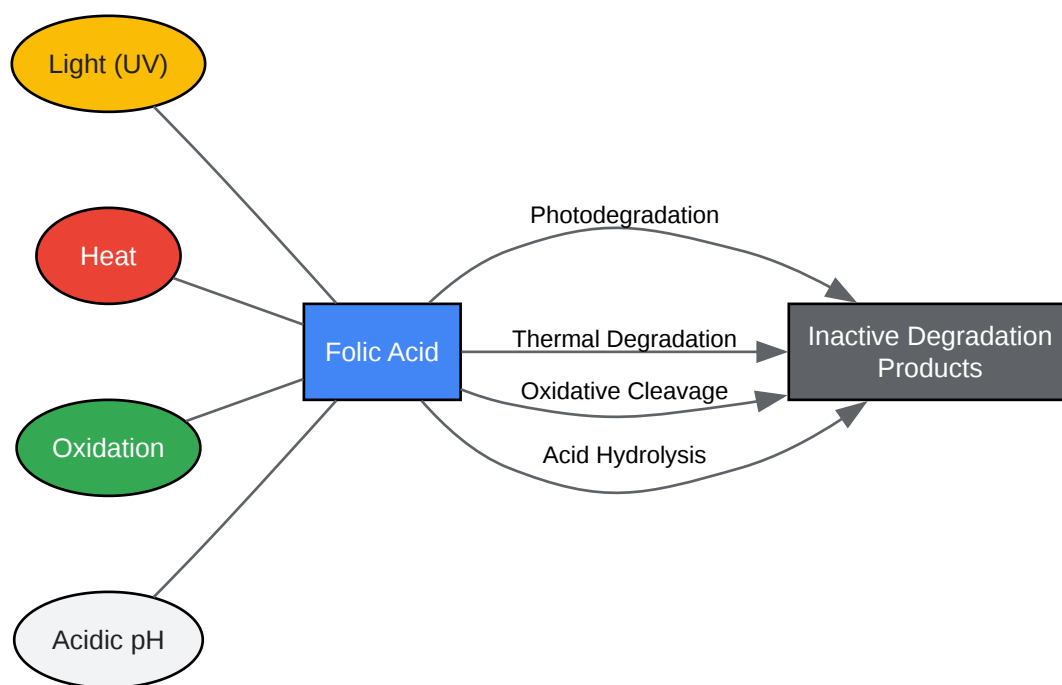 Light (UV)
Heat
Oxidation
Acidic pH
Folic Acid
Photodegradation
Thermal Degradation
Oxidative Cleavage
Acid Hydrolysis
Inactive Degradation
Products